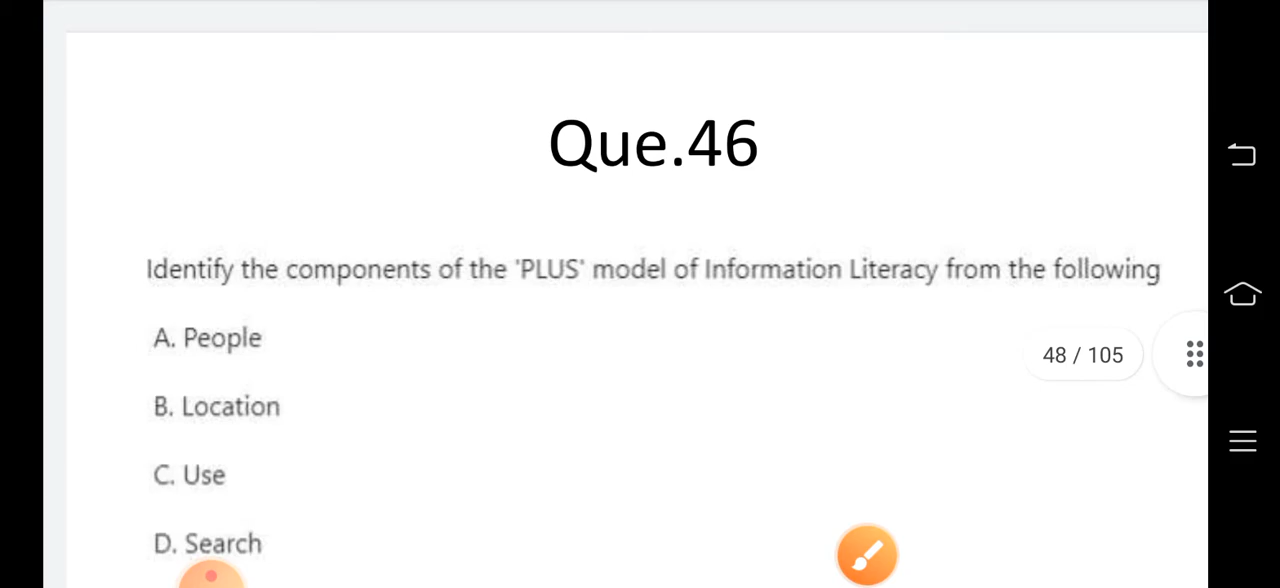 Que.46
Identify the components of the 'PLUS' model of Information Literacy from the following
A. People
48 / 105
B. Location
C. Use
D. Search